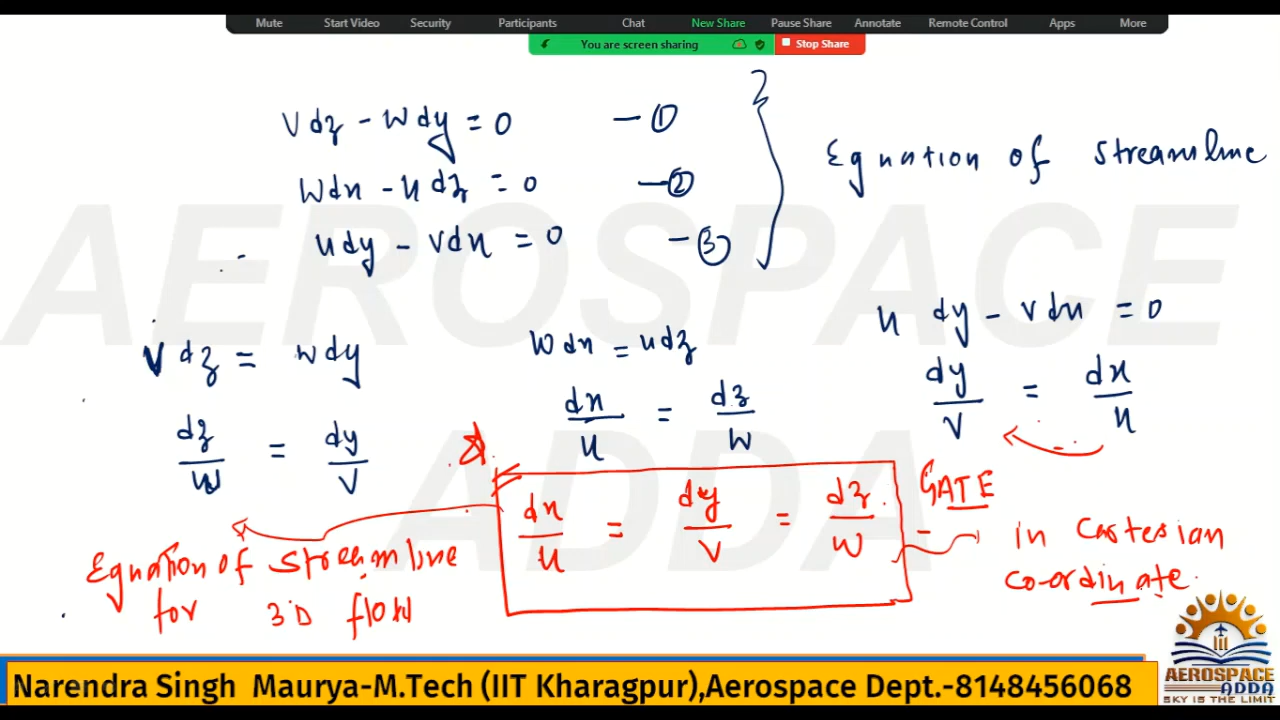 Mute Start Video Security Participants Chat New Share Pause Share Annotate Remote Control Apps More
You are screen sharing Stop Share
Vdz - Wdy = 0 - ①
Wdx - udz = 0 - ②
udy - Vdx = 0 - ③
Equation of Streamline
AEROSPACE
ADDA
Vdz = wdy
dz/w = dy/V
Wdx = udz
dx/u = dz/W
u dy - Vdx = 0
dy/V = dx/u
dx/u = dy/V = dz/W
GATE
in Cartesian
coordinate.
Equation of Streamline
for 3D flow
Narendra Singh Maurya-M.Tech (IIT Kharagpur),Aerospace Dept.-8148456068
AEROSPACE
ADDA
SKY IS THE LIMIT